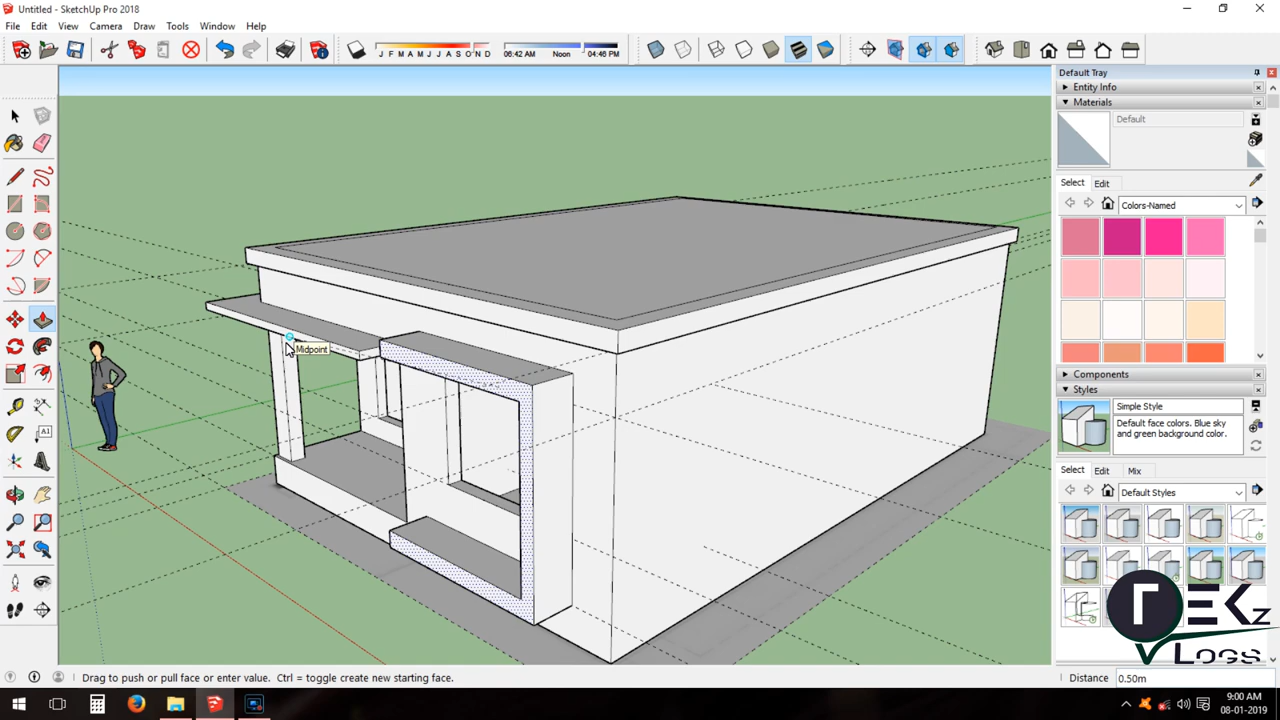 Untitled - SketchUp Pro 2018
File Edit View Camera Draw Tools Window Help
J F M A M J J A S O N D
06:42 AM Noon 04:46 PM
Default Tray
Entity Info
Materials
Default
Select Edit
Colors-Named
Midpoint
Components
Styles
Simple Style
Default face colors. Blue sky
and green background color.
Select Edit Mix
Default Styles
TEKz
VLogs
A1
Drag to push or pull face or enter value. Ctrl = toggle create new starting face.
Distance 0.50m
9:00 AM
08-01-2019